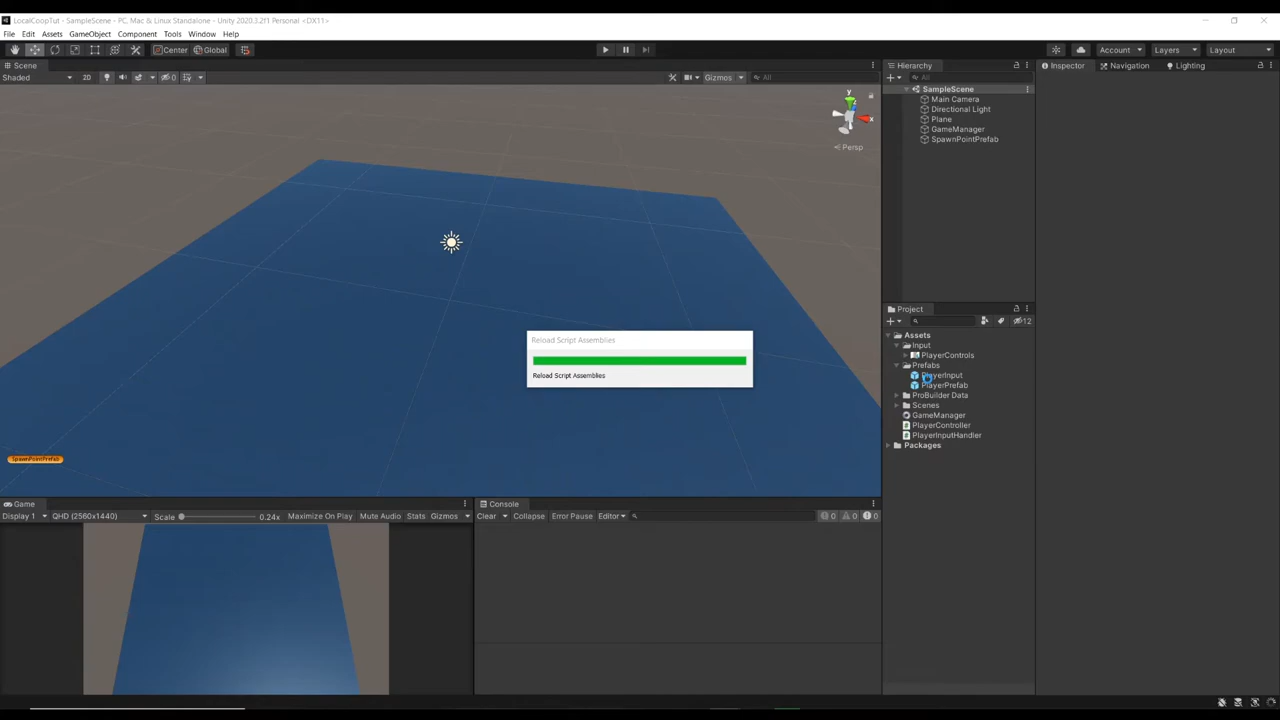 LocalCoopTut - SampleScene - PC, Mac & Linux Standalone - Unity 2020.3.2f1 Personal <DX11>
File Edit Assets GameObject Component Tools Window Help
Center Global Account Layers Layout
Scene
Shaded 20 0 Gizmos All
y
x
Persp
SpawnPointPrefab
Reload Script Assemblies
Reload Script Assemblies
Hierarchy
All
SampleScene
Main Camera
Directional Light
Plane
GameManager
SpawnPointPrefab
Project
12
Assets
Input
PlayerControls
Prefabs
PlayerInput
PlayerPrefab
ProBuilder Data
Scenes
GameManager
PlayerController
PlayerInputHandler
Packages
Inspector Navigation Lighting
Game
Display 1 QHD (2560x1440) Scale 0.24x Maximize On Play Mute Audio Stats Gizmos
Console
Clear Collapse Error Pause Editor 0 0 0